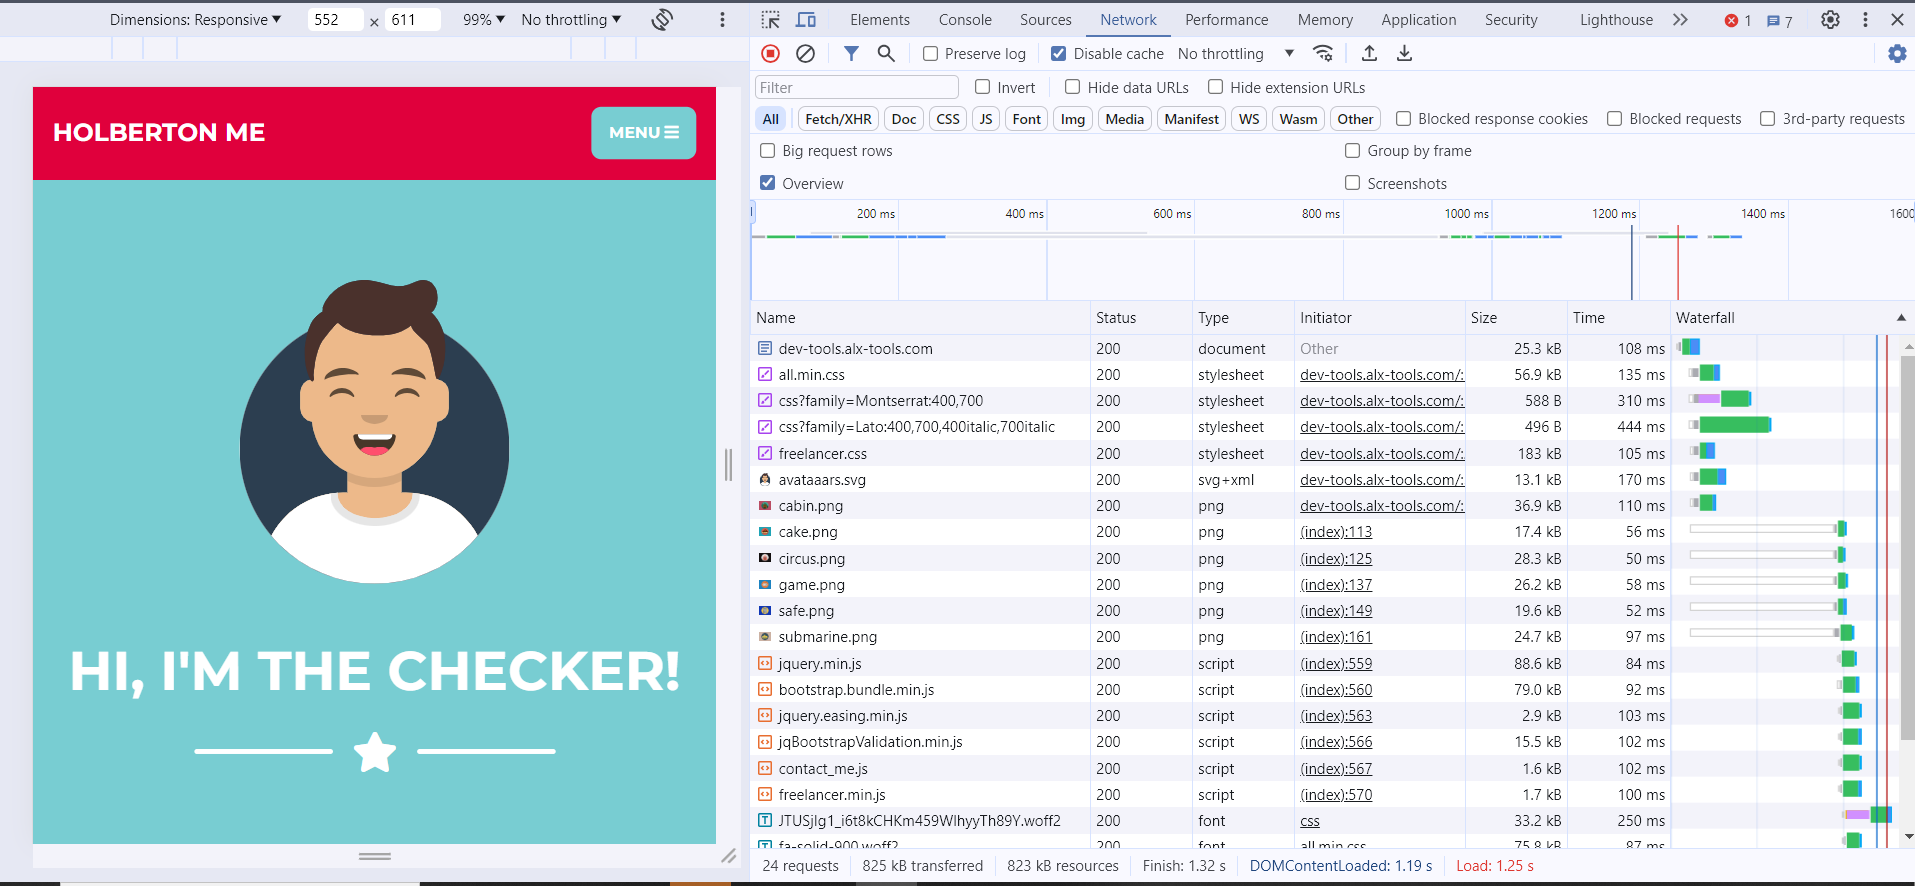 Dimensions: Responsive ▼ 552 × 611 99% ▼ No throttling ▼
Elements Console Sources Network Performance Memory Application Security Lighthouse 1 7
Preserve log Disable cache No throttling ▼
Filter Invert Hide data URLs Hide extension URLs
All Fetch/XHR Doc CSS JS Font Img Media Manifest WS Wasm Other Blocked response cookies Blocked requests 3rd-party requests
Big request rows Group by frame
Overview Screenshots
200 ms 400 ms 600 ms 800 ms 1000 ms 1200 ms 1400 ms 1600
HOLBERTON ME
MENU
HI, I'M THE CHECKER!
Name Status Type Initiator Size Time Waterfall
dev-tools.alx-tools.com 200 document Other 25.3 kB 108 ms
all.min.css 200 stylesheet dev-tools.alx-tools.com/: 56.9 kB 135 ms
css?family=Montserrat:400,700 200 stylesheet dev-tools.alx-tools.com/: 588 B 310 ms
css?family=Lato:400,700,400italic,700italic 200 stylesheet dev-tools.alx-tools.com/: 496 B 444 ms
freelancer.css 200 stylesheet dev-tools.alx-tools.com/: 183 kB 105 ms
avataaars.svg 200 svg+xml dev-tools.alx-tools.com/: 13.1 kB 170 ms
cabin.png 200 png dev-tools.alx-tools.com/: 36.9 kB 110 ms
cake.png 200 png (index):113 17.4 kB 56 ms
circus.png 200 png (index):125 28.3 kB 50 ms
game.png 200 png (index):137 26.2 kB 58 ms
safe.png 200 png (index):149 19.6 kB 52 ms
submarine.png 200 png (index):161 24.7 kB 97 ms
jquery.min.js 200 script (index):559 88.6 kB 84 ms
bootstrap.bundle.min.js 200 script (index):560 79.0 kB 92 ms
jquery.easing.min.js 200 script (index):563 2.9 kB 103 ms
jqBootstrapValidation.min.js 200 script (index):566 15.5 kB 102 ms
contact_me.js 200 script (index):567 1.6 kB 102 ms
freelancer.min.js 200 script (index):570 1.7 kB 100 ms
JTUSjIg1_i6t8kCHKm459WlhyyTh89Y.woff2 200 font css 33.2 kB 250 ms
fa-solid-900.woff2 200 font all.min.css 75.8 kB 87 ms
24 requests 825 kB transferred 823 kB resources Finish: 1.32 s DOMContentLoaded: 1.19 s Load: 1.25 s